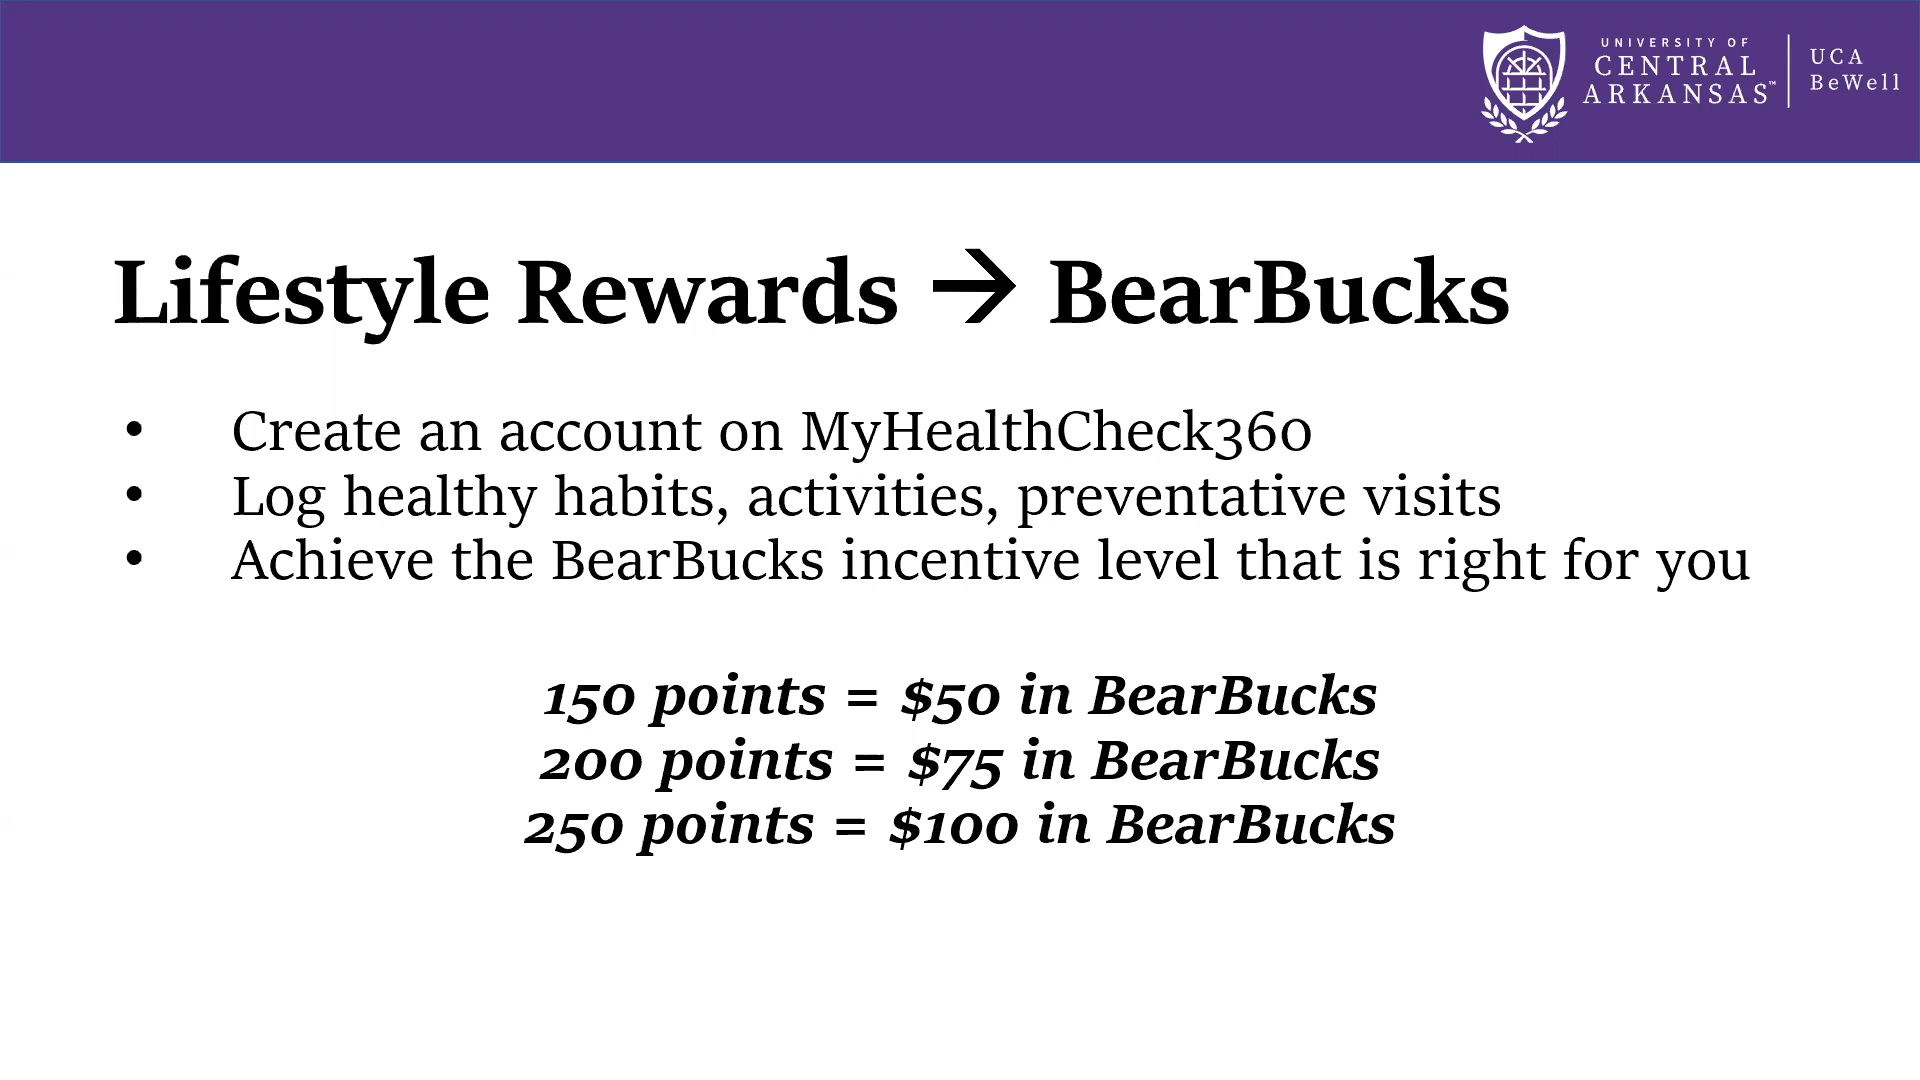 UNIVERSITY OF
CENTRAL
ARKANSAS™
UCA
BeWell
Lifestyle Rewards → BearBucks
• Create an account on MyHealthCheck360
• Log healthy habits, activities, preventative visits
• Achieve the BearBucks incentive level that is right for you
150 points = $50 in BearBucks
200 points = $75 in BearBucks
250 points = $100 in BearBucks